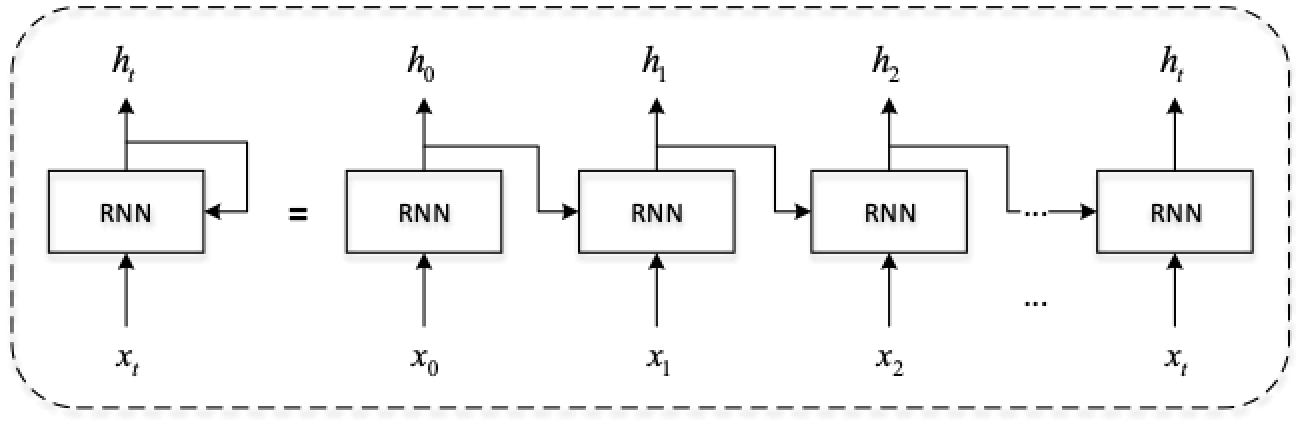 h_t h_0 h_1 h_2 h_t
RNN = RNN RNN RNN ... RNN
...
x_t x_0 x_1 x_2 x_t